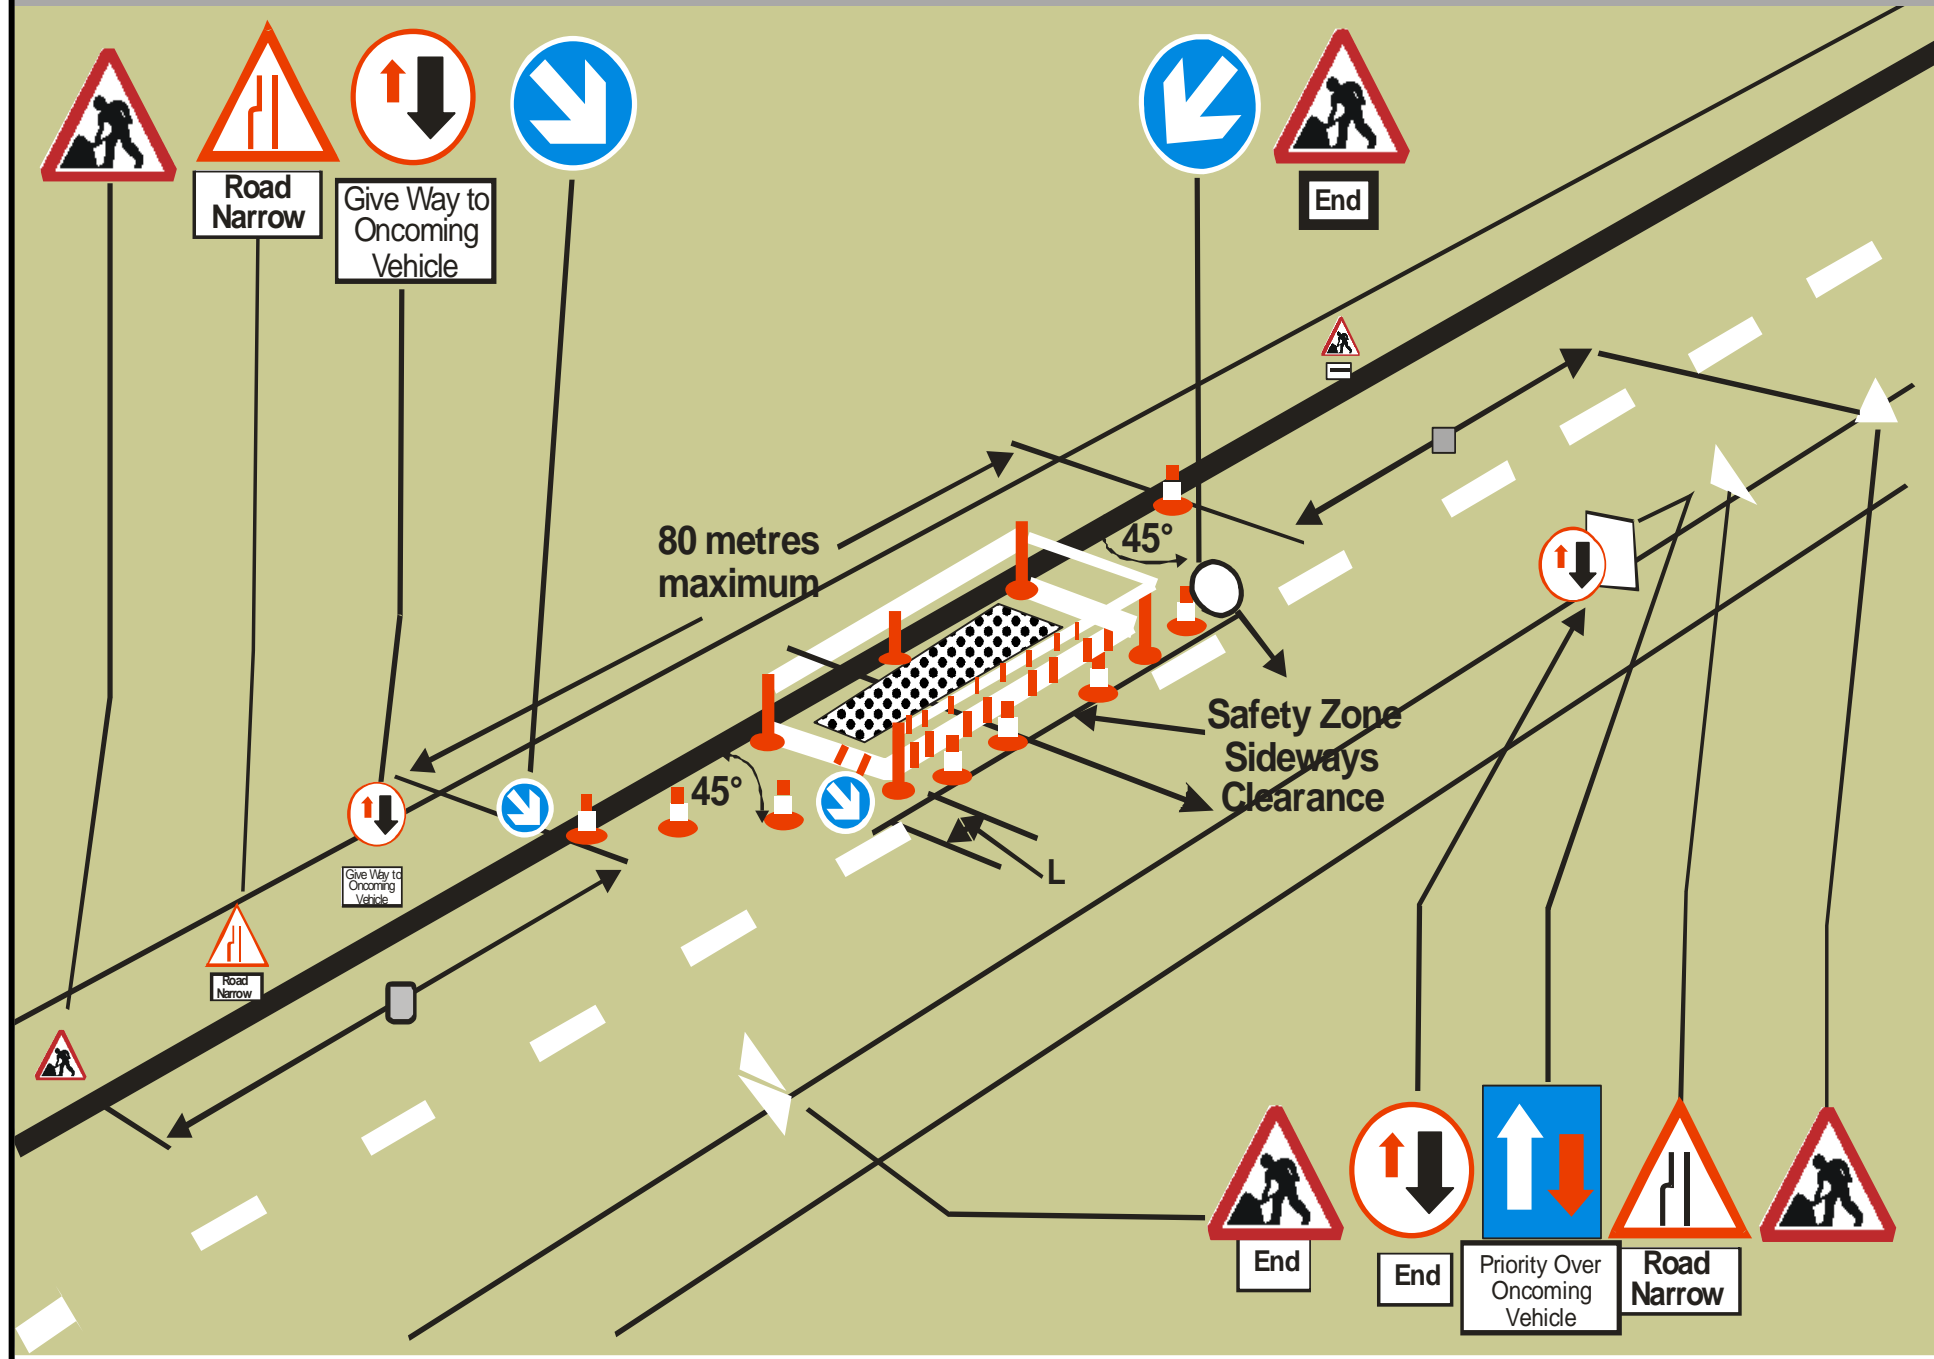 Road
Narrow
Give Way to
Oncoming
Vehicle
End
80 metres
maximum
45°
45°
Safety Zone
Sideways
Clearance
L
Give Way to
Oncoming
Vehicle
Road
Narrow
End
End
Priority Over
Oncoming
Vehicle
Road
Narrow